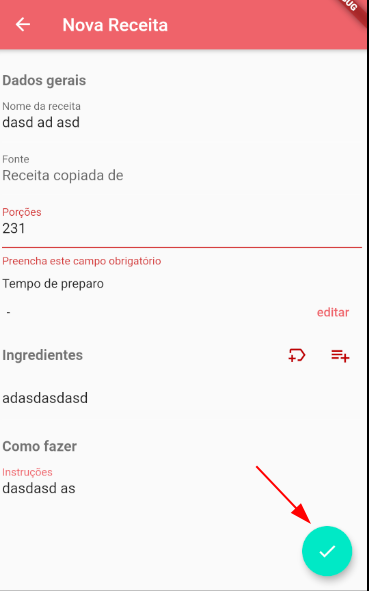 Nova Receita
Dados gerais
Nome da receita
dasd ad asd
Fonte
Receita copiada de
Porções
231
Preencha este campo obrigatório
Tempo de preparo
-
editar
Ingredientes
adasdasdasd
Como fazer
Instruções
dasdasd as